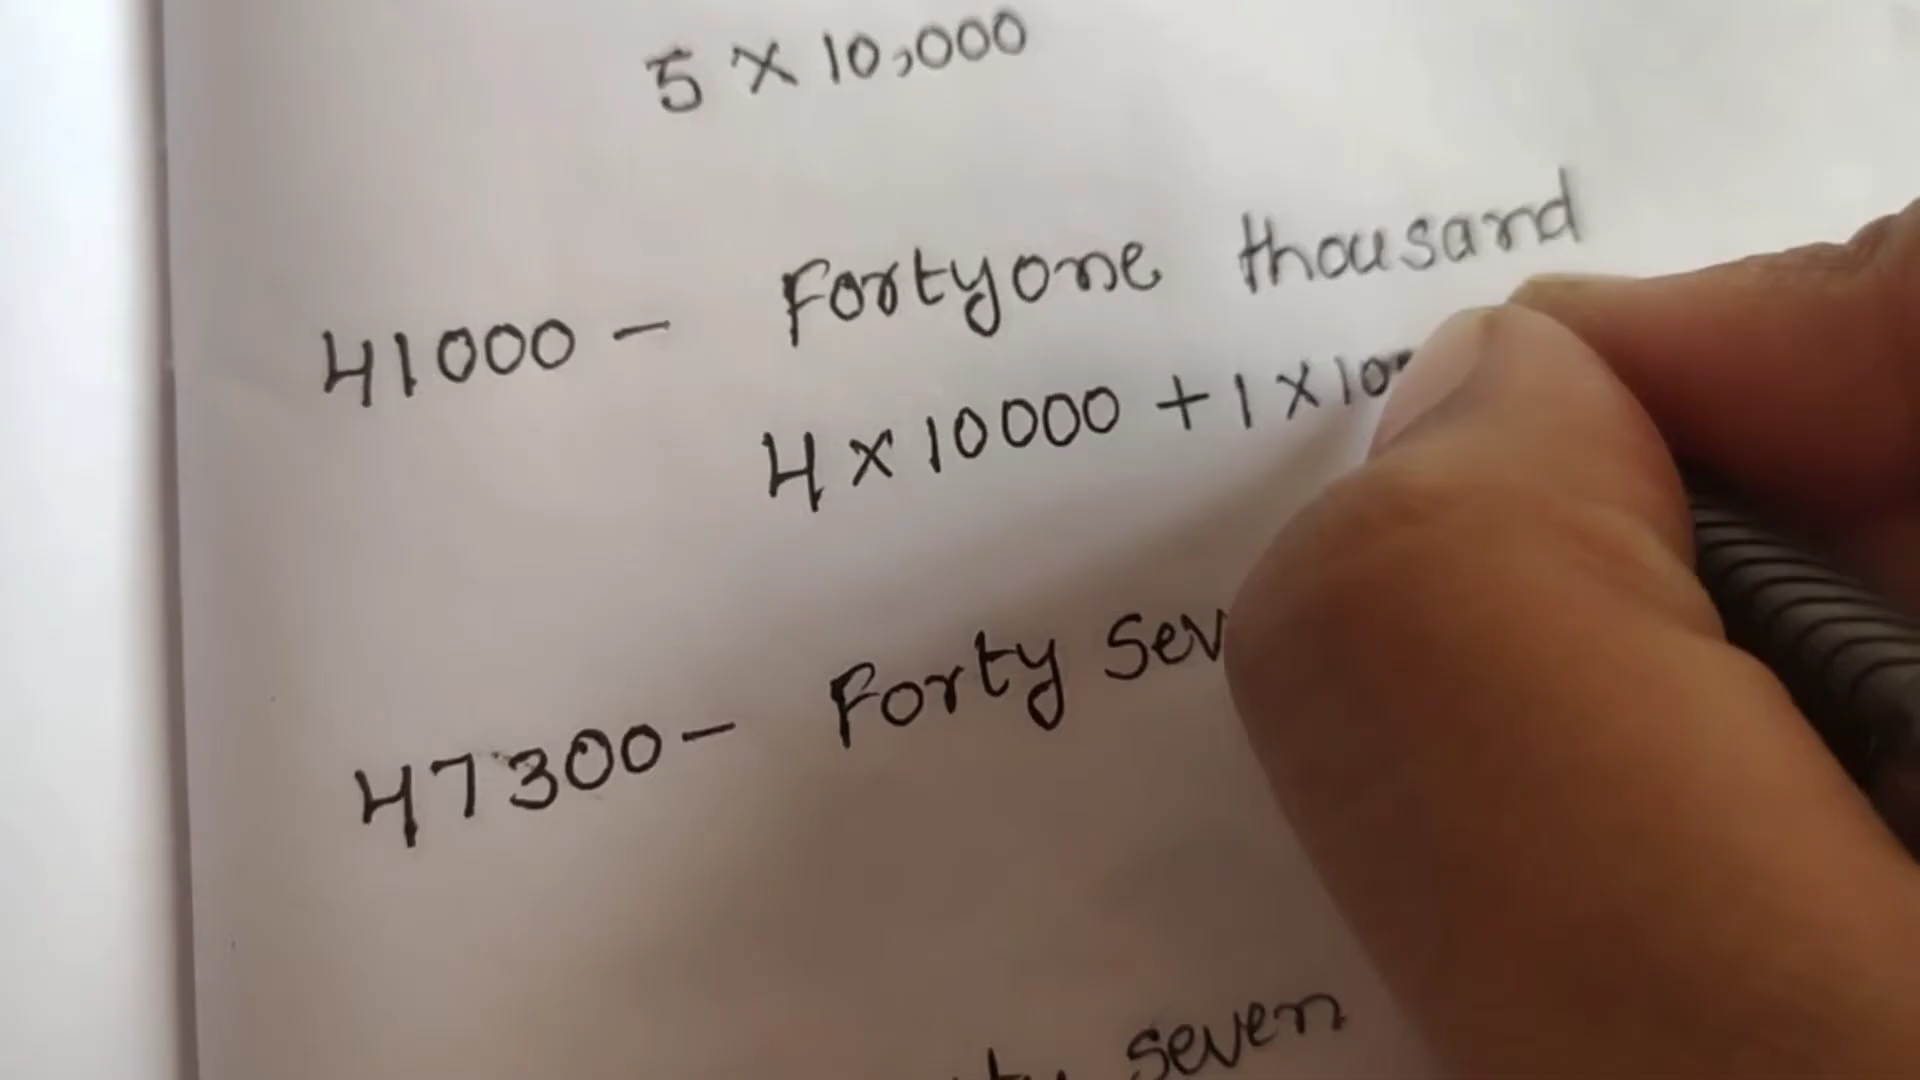 5 × 10,000
41000 – Fortyone thousand
4 × 10000 + 1 ×
47300 – Forty
seven